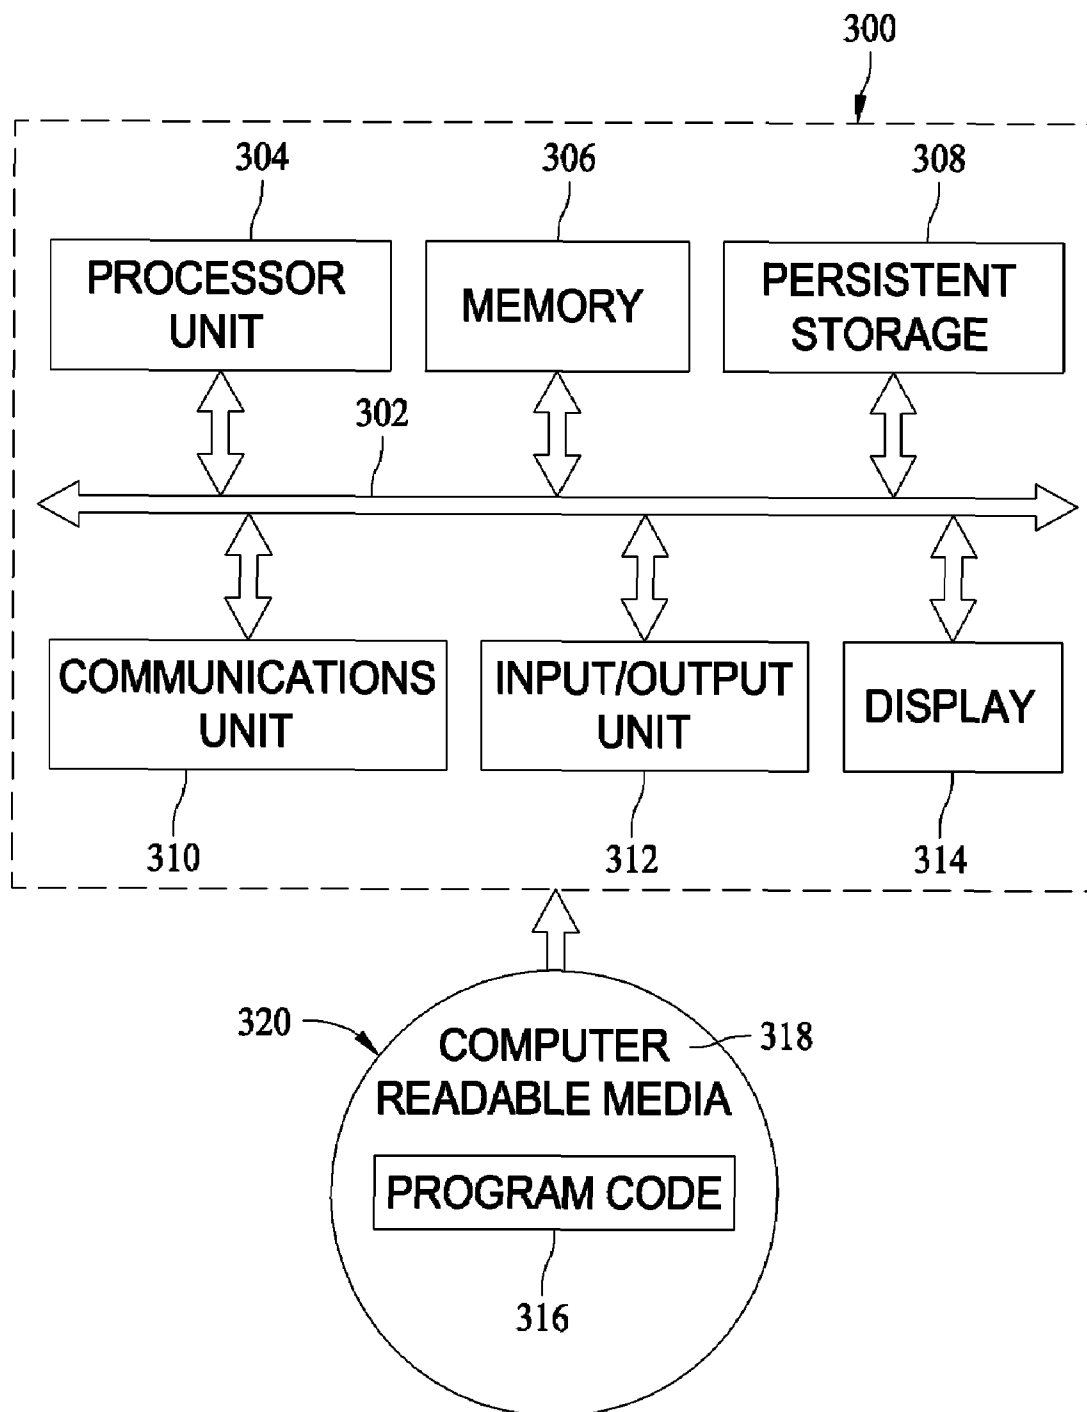 300
304
306
308
PROCESSOR
UNIT
MEMORY
PERSISTENT
STORAGE
302
COMMUNICATIONS
UNIT
INPUT/OUTPUT
UNIT
DISPLAY
310
312
314
320
318
COMPUTER
READABLE MEDIA
PROGRAM CODE
316